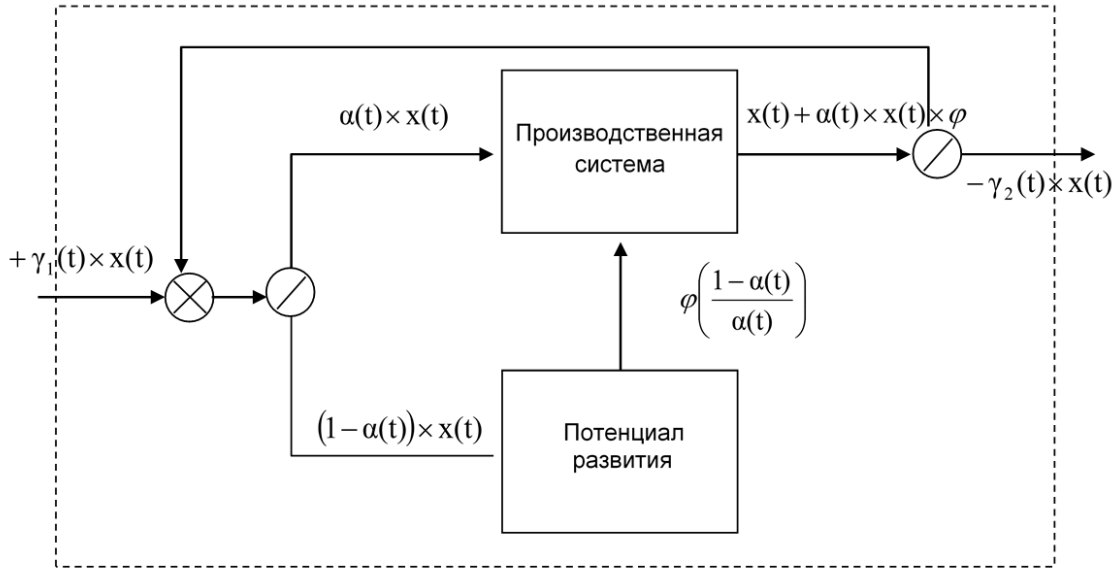 α(t) × x(t)
Производственная
система
x(t) + α(t) × x(t) × φ
− γ₂(t) × x(t)
+ γ₁(t) × x(t)
φ((1 − α(t))/α(t))
(1 − α(t)) × x(t)
Потенциал
развития